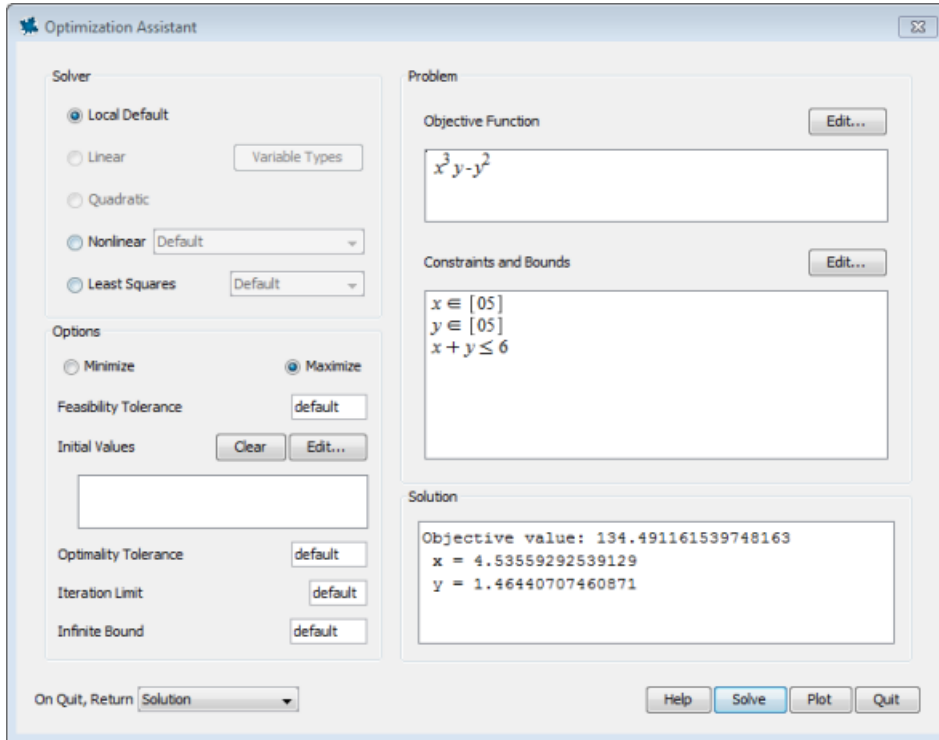 Optimization Assistant
Solver
Local Default
Linear
Variable Types
Quadratic
Nonlinear Default
Least Squares Default
Options
Minimize Maximize
Feasibility Tolerance default
Initial Values Clear Edit...
Optimality Tolerance default
Iteration Limit default
Infinite Bound default
On Quit, Return Solution
Problem
Objective Function Edit...
x³ y-y²
Constraints and Bounds Edit...
x ∈ [05]
y ∈ [05]
x + y ≤ 6
Solution
Objective value: 134.491161539748163
x = 4.53559292539129
y = 1.46440707460871
Help Solve Plot Quit